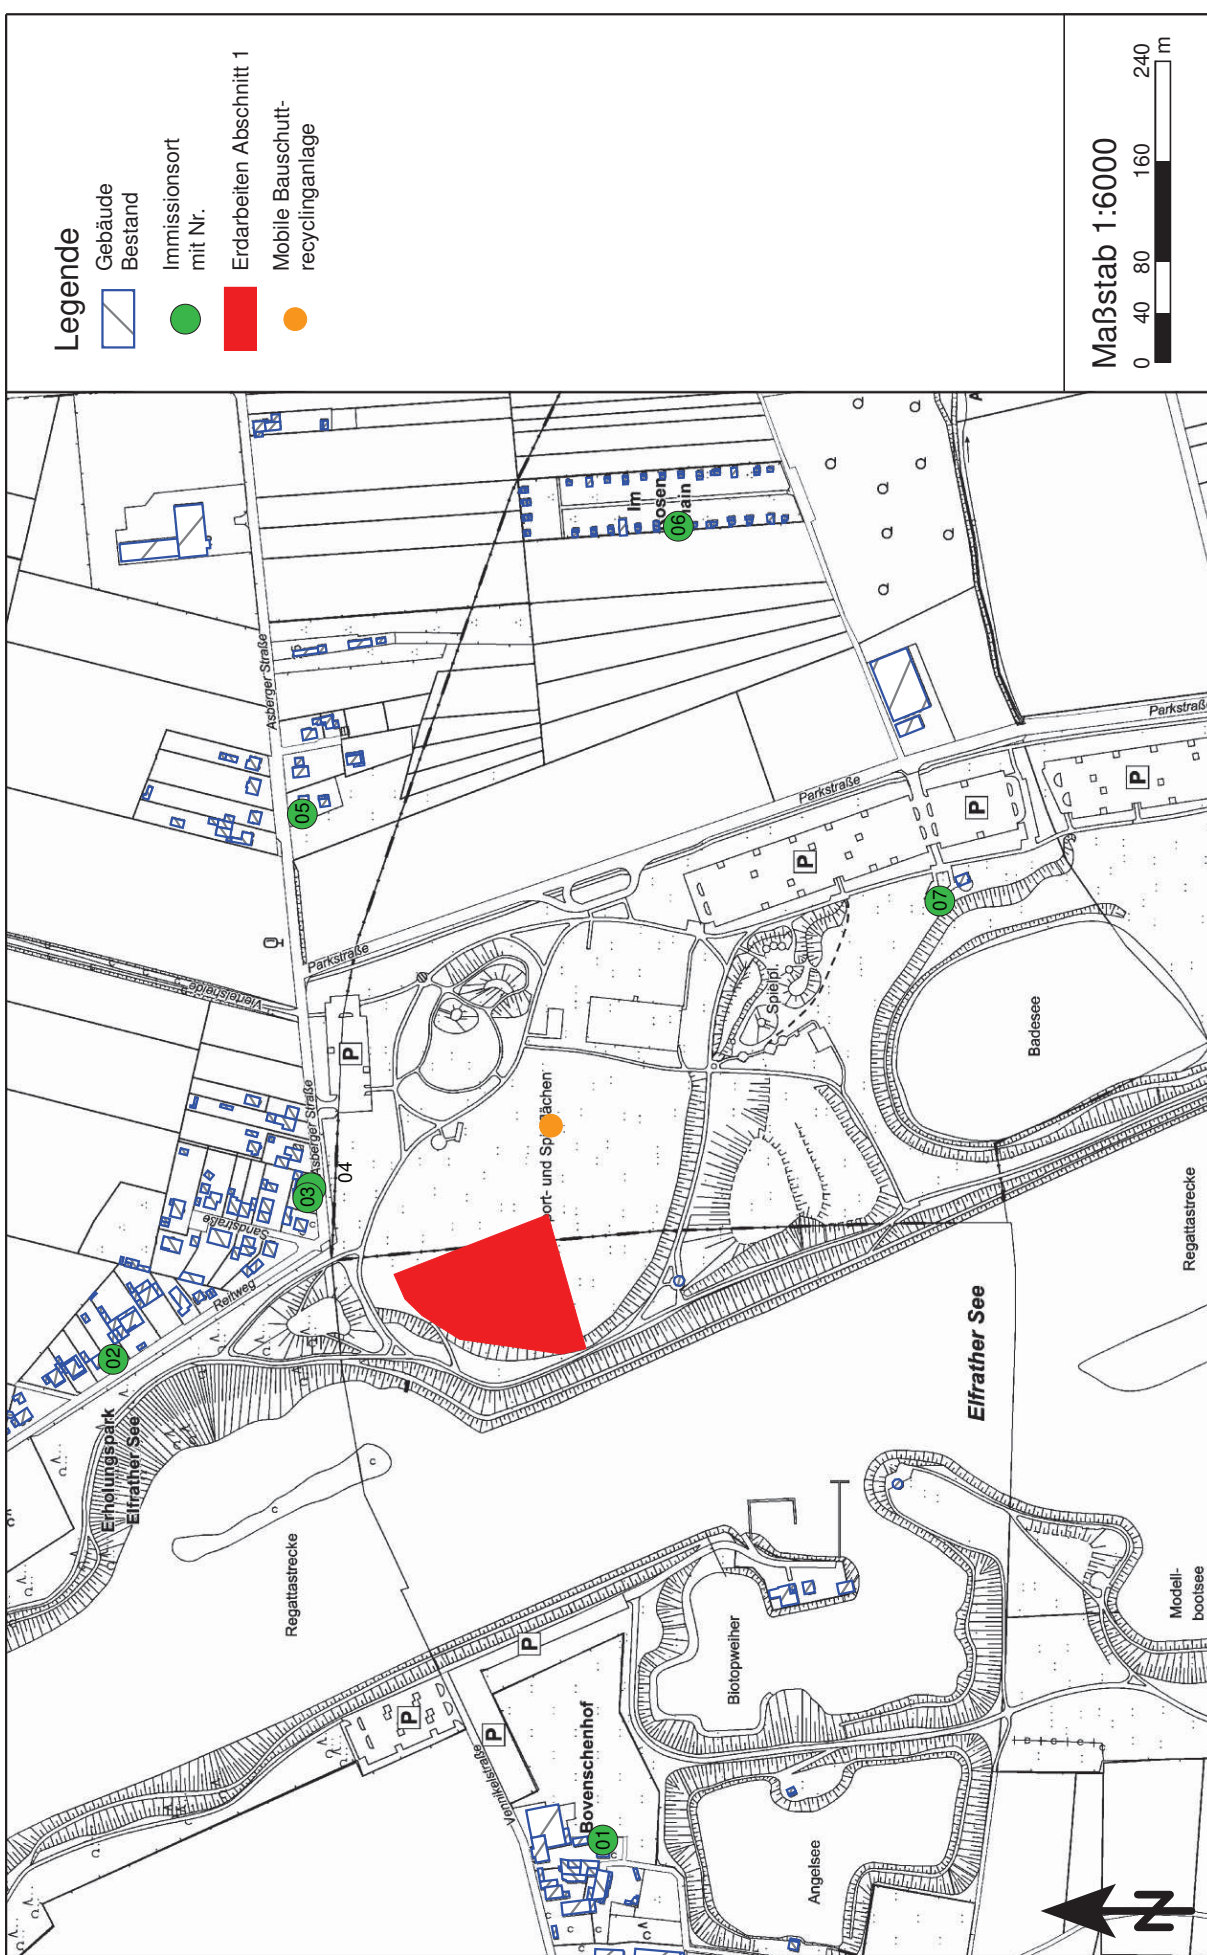 Legende
Gebäude
Bestand
Immissionsort
mit Nr.
Erdarbeiten Abschnitt 1
Mobile Bauschutt-
recyclinganlage
Maßstab 1:6000
0 40 80 160 240
m
Erholungspark
Elfrather See
Regattastrecke
Reitweg
Sandstraße
Asberger Straße
Viertelsheide
Parkstraße
Asberger Straße
02
03
04
05
P
06
Im
Parkstraße
P
P
P
Parkstraße
07
Spielpl.
Badesee
Regattastrecke
Elfrather See
Vennikelstraße
P
P
P
Bovenschenhof
01
Biotopweiher
Angelsee
Modell-
bootsee
N